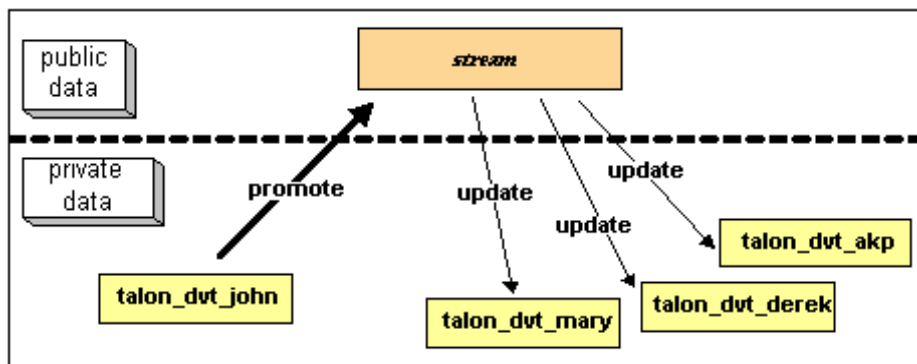 public
data
stream
private
data
promote
update
update
update
talon_dvt_john
talon_dvt_mary
talon_dvt_derek
talon_dvt_akp